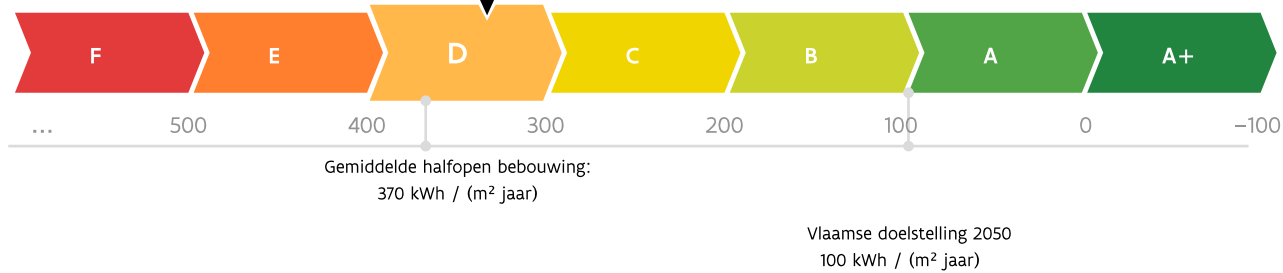 F E D C B A A+
... 500 400 300 200 100 0 –100
Gemiddelde halfopen bebouwing:
370 kWh / (m² jaar)
Vlaamse doelstelling 2050
100 kWh / (m² jaar)